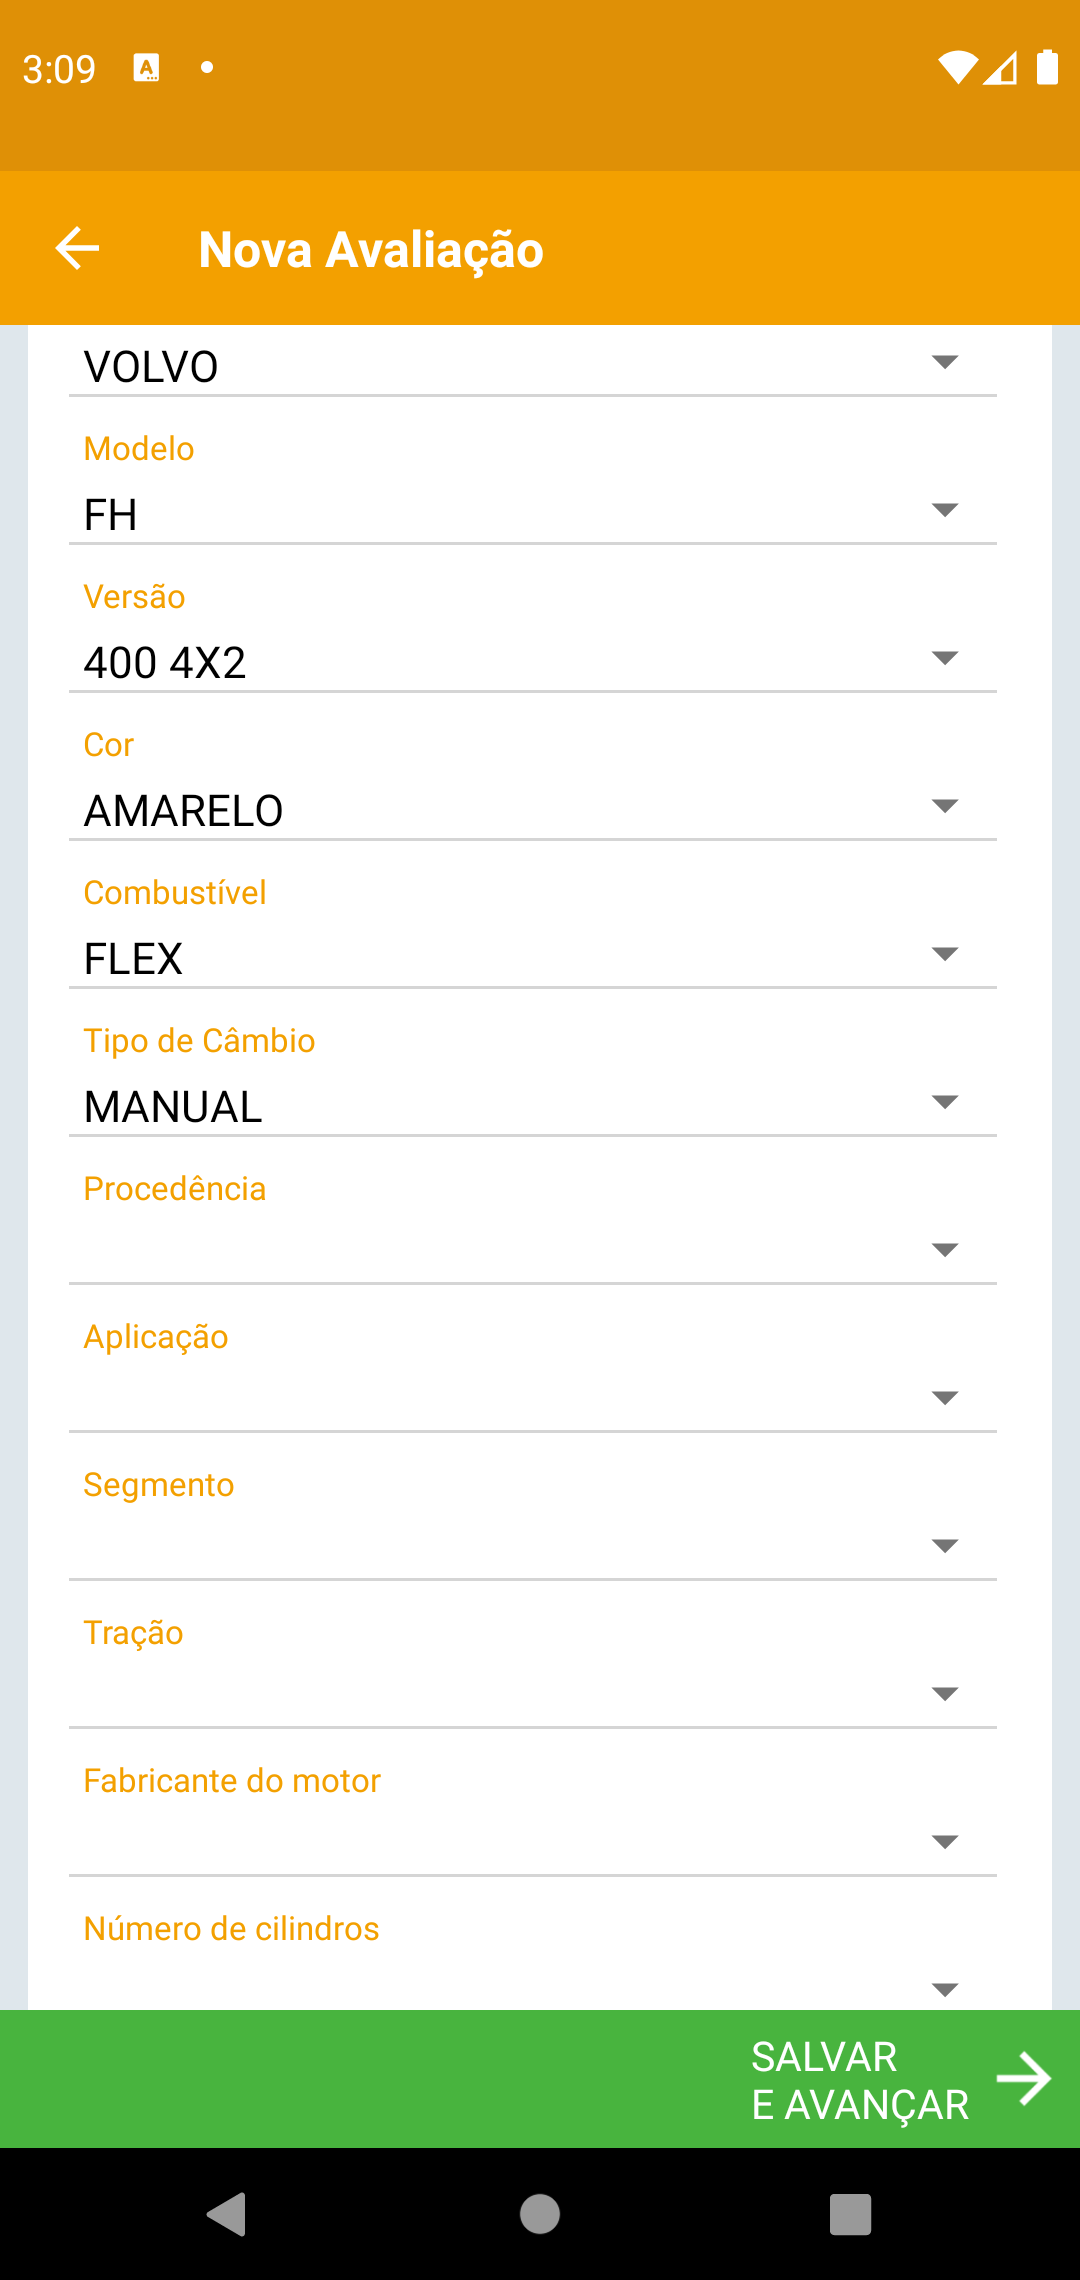 3:09
Nova Avaliação
VOLVO
Modelo
FH
Versão
400 4X2
Cor
AMARELO
Combustível
FLEX
Tipo de Câmbio
MANUAL
Procedência
Aplicação
Segmento
Tração
Fabricante do motor
Número de cilindros
SALVAR
E AVANÇAR